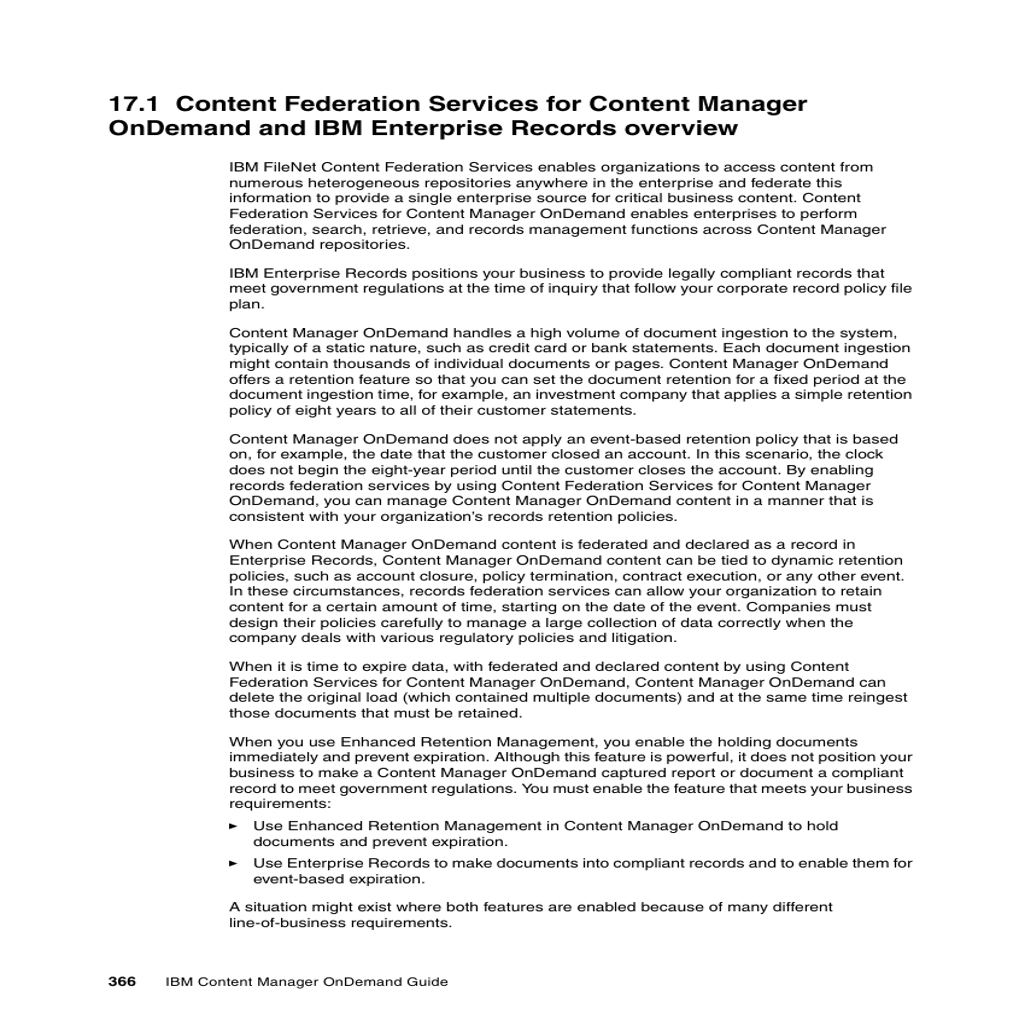 17.1 Content Federation Services for Content Manager
OnDemand and IBM Enterprise Records overview
IBM FileNet Content Federation Services enables organizations to access content from
numerous heterogeneous repositories anywhere in the enterprise and federate this
information to provide a single enterprise source for critical business content. Content
Federation Services for Content Manager OnDemand enables enterprises to perform
federation, search, retrieve, and records management functions across Content Manager
OnDemand repositories.
IBM Enterprise Records positions your business to provide legally compliant records that
meet government regulations at the time of inquiry that follow your corporate record policy file
plan.
Content Manager OnDemand handles a high volume of document ingestion to the system,
typically of a static nature, such as credit card or bank statements. Each document ingestion
might contain thousands of individual documents or pages. Content Manager OnDemand
offers a retention feature so that you can set the document retention for a fixed period at the
document ingestion time, for example, an investment company that applies a simple retention
policy of eight years to all of their customer statements.
Content Manager OnDemand does not apply an event-based retention policy that is based
on, for example, the date that the customer closed an account. In this scenario, the clock
does not begin the eight-year period until the customer closes the account. By enabling
records federation services by using Content Federation Services for Content Manager
OnDemand, you can manage Content Manager OnDemand content in a manner that is
consistent with your organization's records retention policies.
When Content Manager OnDemand content is federated and declared as a record in
Enterprise Records, Content Manager OnDemand content can be tied to dynamic retention
policies, such as account closure, policy termination, contract execution, or any other event.
In these circumstances, records federation services can allow your organization to retain
content for a certain amount of time, starting on the date of the event. Companies must
design their policies carefully to manage a large collection of data correctly when the
company deals with various regulatory policies and litigation.
When it is time to expire data, with federated and declared content by using Content
Federation Services for Content Manager OnDemand, Content Manager OnDemand can
delete the original load (which contained multiple documents) and at the same time reingest
those documents that must be retained.
When you use Enhanced Retention Management, you enable the holding documents
immediately and prevent expiration. Although this feature is powerful, it does not position your
business to make a Content Manager OnDemand captured report or document a compliant
record to meet government regulations. You must enable the feature that meets your business
requirements:
► Use Enhanced Retention Management in Content Manager OnDemand to hold
documents and prevent expiration.
► Use Enterprise Records to make documents into compliant records and to enable them for
event-based expiration.
A situation might exist where both features are enabled because of many different
line-of-business requirements.
366 IBM Content Manager OnDemand Guide